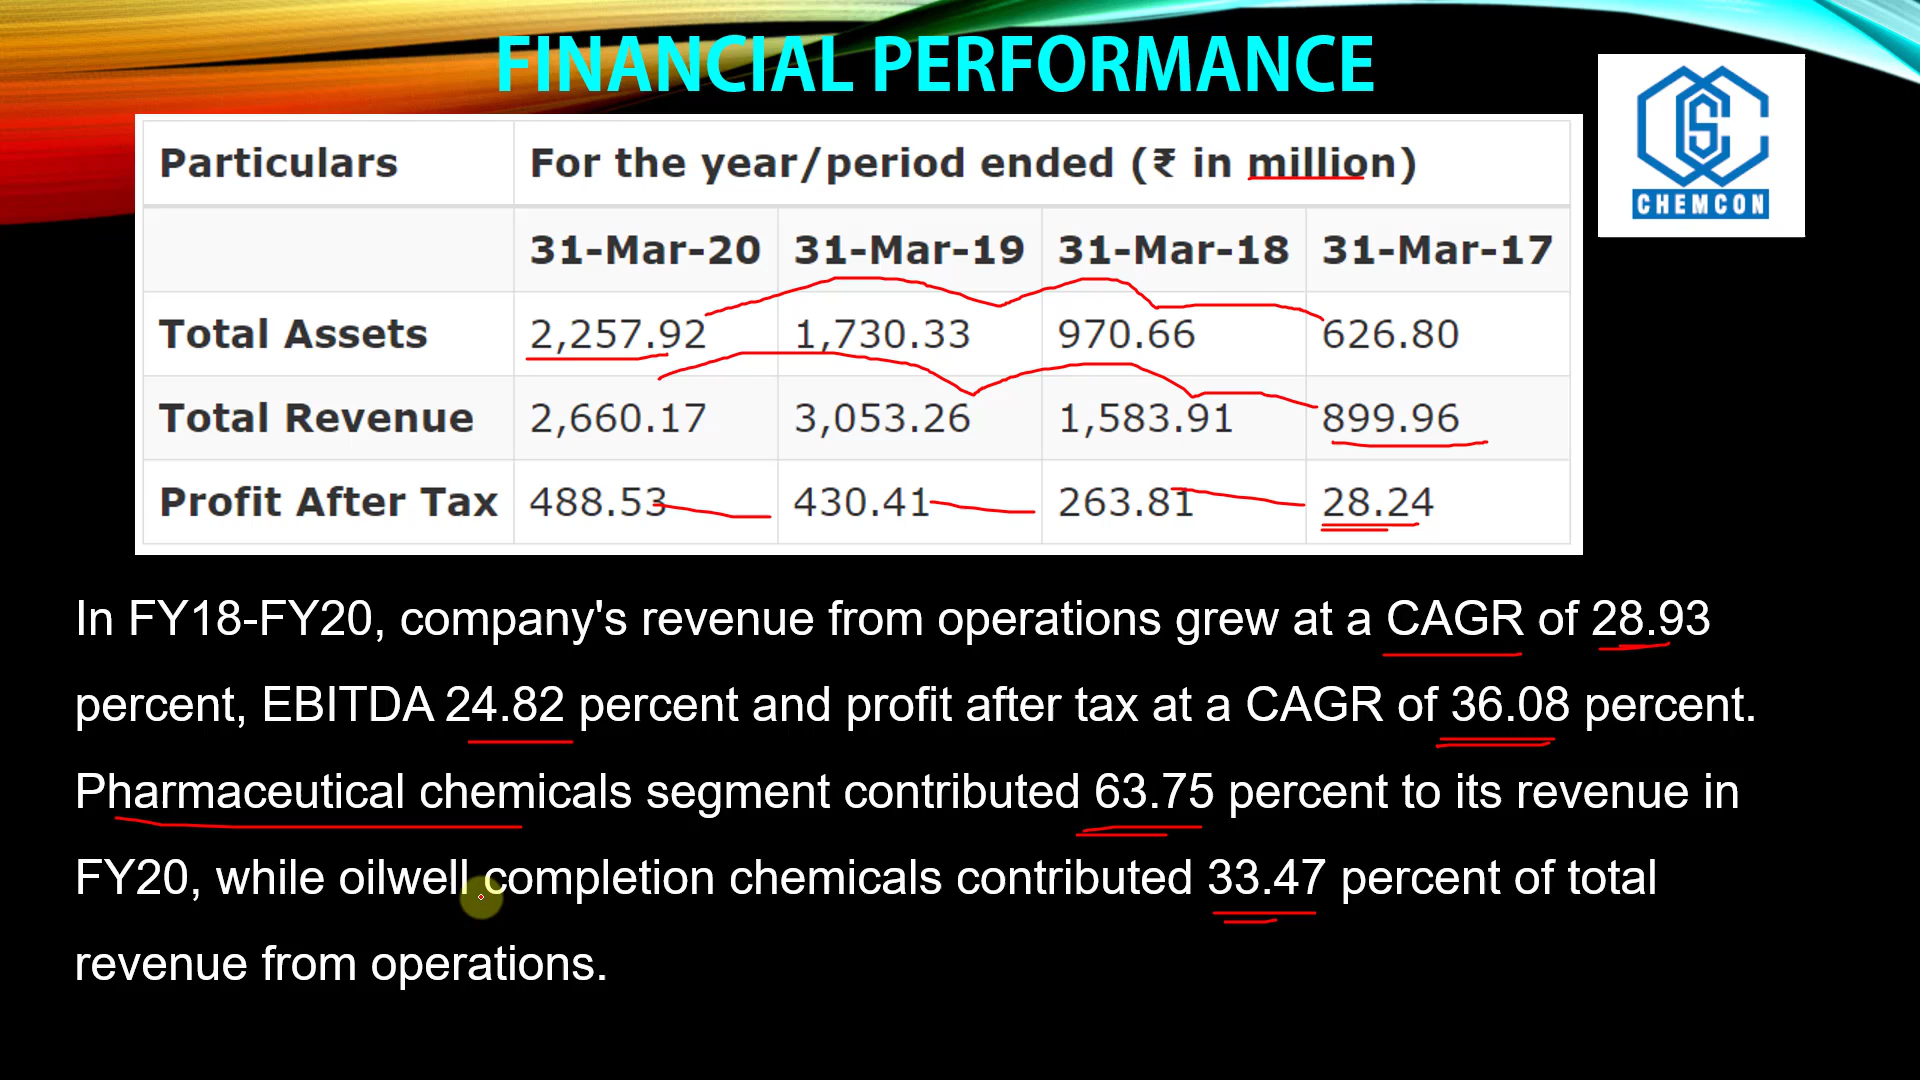 FINANCIAL PERFORMANCE
CHEMCON
Particulars For the year/period ended (₹ in million)
31-Mar-20 31-Mar-19 31-Mar-18 31-Mar-17
Total Assets 2,257.92 1,730.33 970.66 626.80
Total Revenue 2,660.17 3,053.26 1,583.91 899.96
Profit After Tax 488.53 430.41 263.81 28.24
In FY18-FY20, company's revenue from operations grew at a CAGR of 28.93
percent, EBITDA 24.82 percent and profit after tax at a CAGR of 36.08 percent.
Pharmaceutical chemicals segment contributed 63.75 percent to its revenue in
FY20, while oilwell completion chemicals contributed 33.47 percent of total
revenue from operations.